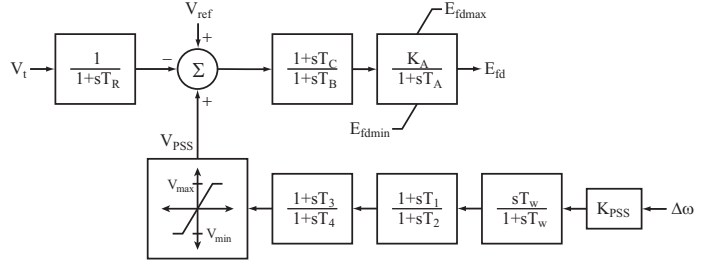 V_ref
E_fdmax
V_t
1
1+sT_R
−
+
Σ
+
1+sT_C
1+sT_B
K_A
1+sT_A
E_fd
E_fdmin
V_PSS
V_max
V_min
1+sT_3
1+sT_4
1+sT_1
1+sT_2
sT_w
1+sT_w
K_PSS
Δω